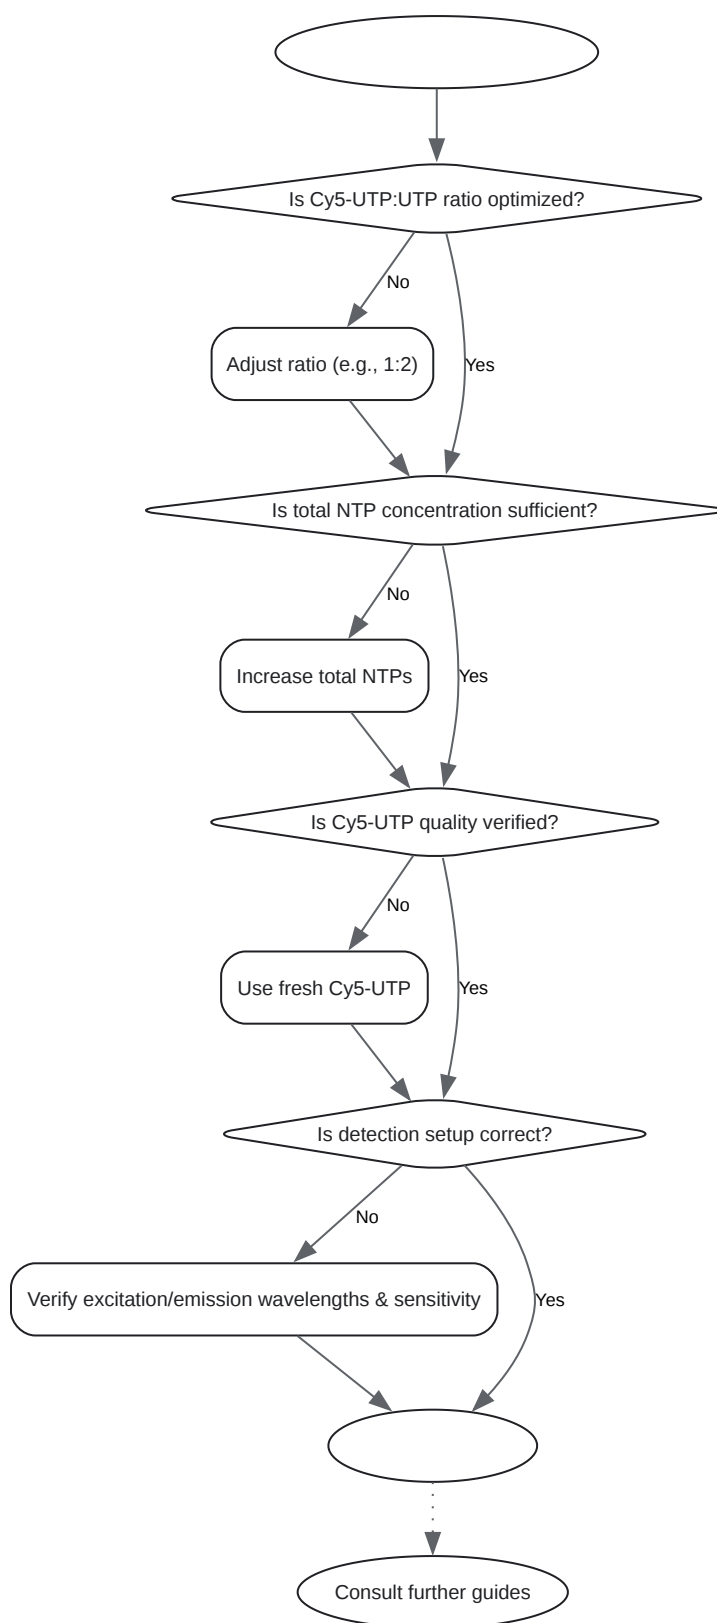 Is Cy5-UTP:UTP ratio optimized?
No
Adjust ratio (e.g., 1:2)
Yes
Is total NTP concentration sufficient?
No
Increase total NTPs
Yes
Is Cy5-UTP quality verified?
No
Use fresh Cy5-UTP
Yes
Is detection setup correct?
No
Verify excitation/emission wavelengths & sensitivity
Yes
Consult further guides